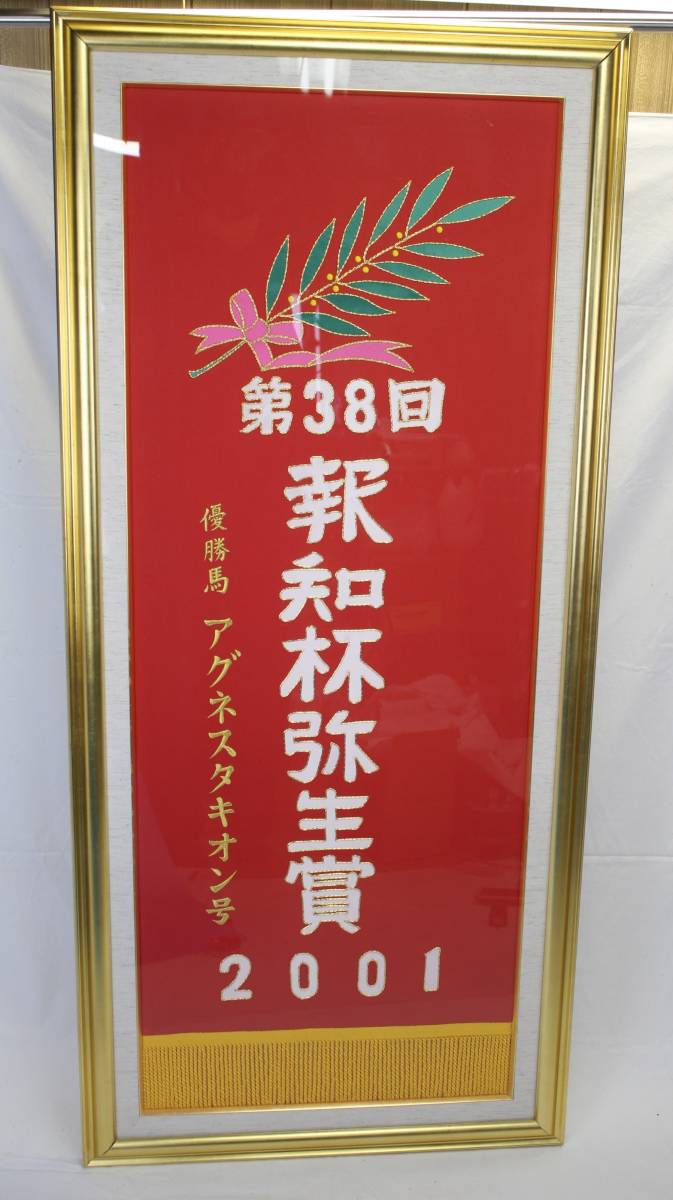 第38回
報知杯弥生賞
優勝馬 アグネスタキオン号
2001